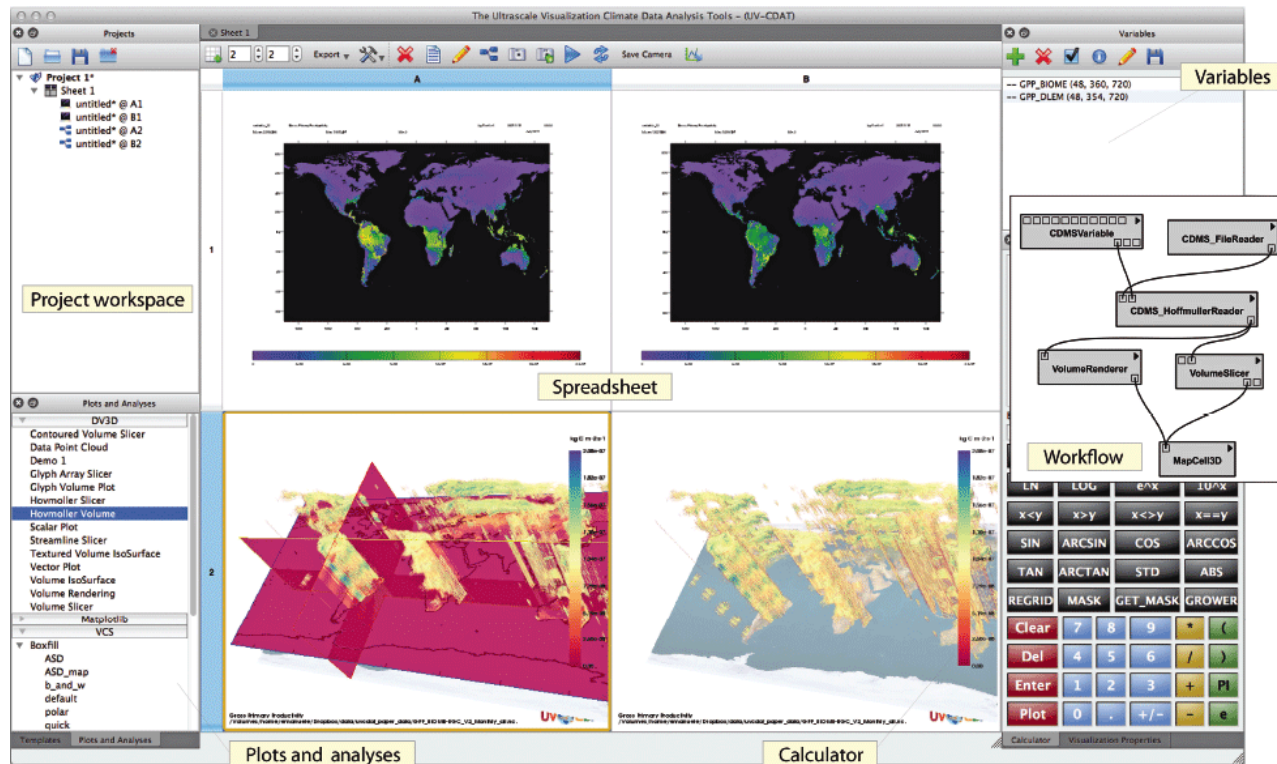 The Ultrascale Visualization Climate Data Analysis Tools - (UV-CDAT)
Projects
Project 1*
Sheet 1
untitled* @ A1
untitled* @ B1
untitled* @ A2
untitled* @ B2
Project workspace
Plots and Analyses
DV3D
Contoured Volume Slicer
Data Point Cloud
Demo 1
Glyph Array Slicer
Glyph Volume Plot
Hovmoller Slicer
Hovmoller Volume
Scalar Plot
Streamline Slicer
Textured Volume IsoSurface
Vector Plot
Volume IsoSurface
Volume Rendering
Volume Slicer
Matplotlib
VCS
Boxfill
ASD
ASD_map
b_and_w
default
polar
quick
Templates
Plots and Analyses
Plots and analyses
Sheet 1
2 2 Export Save Camera
A B
1
Spreadsheet
2
Gross Primary Productivity
UV
Gross Primary Productivity
UV
Calculator
Variables
-- GPP_BIOME (48, 360, 720)
-- GPP_DLEM (48, 354, 720)
Variables
CDMSVariable
CDMS_FileReader
CDMS_HoffmullerReader
VolumeRenderer
VolumeSlicer
MapCell3D
Workflow
LN LOG e^x 10^x
x<y x>y x<>y x==y
SIN ARCSIN COS ARCCOS
TAN ARCTAN STD ABS
REGRID MASK GET_MASK GROWER
Clear 7 8 9 * (
Del 4 5 6 / )
Enter 1 2 3 + PI
Plot 0 . +/- - e
Calculator Visualization Properties